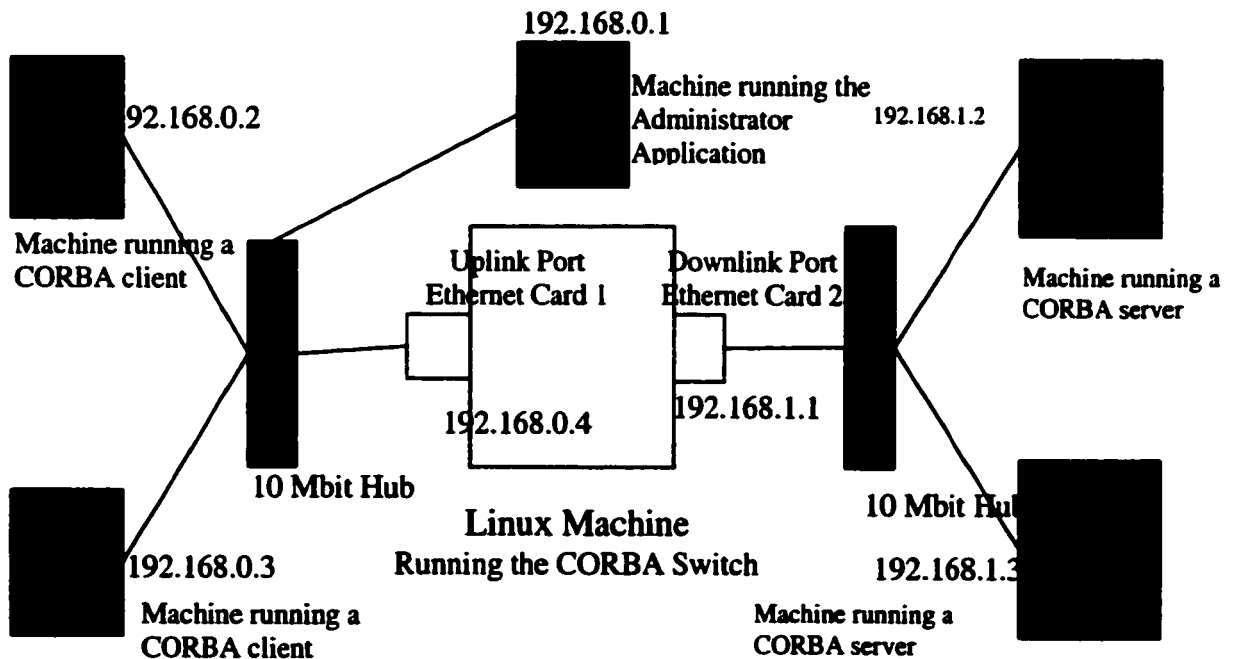 192.168.0.1
92.168.0.2
Machine running the
Administrator
Application
192.168.1.2
Machine running a
CORBA client
Uplink Port
Ethernet Card 1
Downlink Port
Ethernet Card 2
Machine running a
CORBA server
192.168.0.4
192.168.1.1
10 Mbit Hub
10 Mbit Hub
Linux Machine
Running the CORBA Switch
192.168.0.3
192.168.1.3
Machine running a
CORBA client
Machine running a
CORBA server